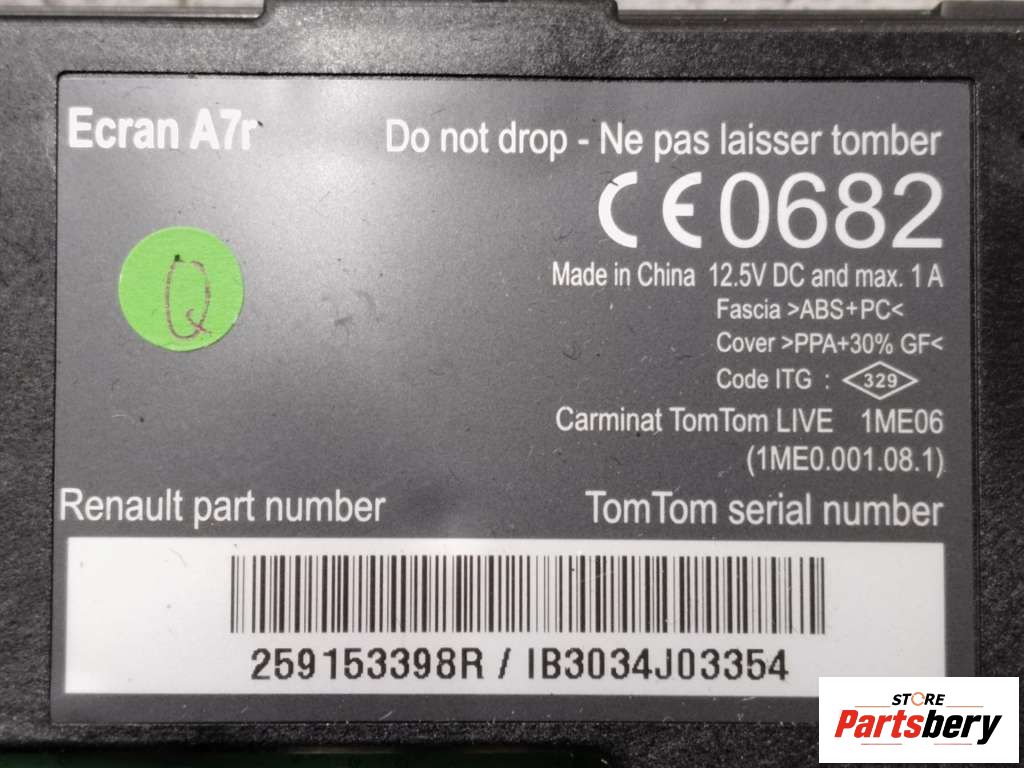 Ecran A7r
Do not drop - Ne pas laisser tomber
CE 0682
Q
Made in China 12.5V DC and max. 1 A
Fascia >ABS+PC<
Cover >PPA+30% GF<
Code ITG : 329
Carminat TomTom LIVE 1ME06
(1ME0.001.08.1)
Renault part number
TomTom serial number
259153398R / IB3034J03354
STORE
Partsbery